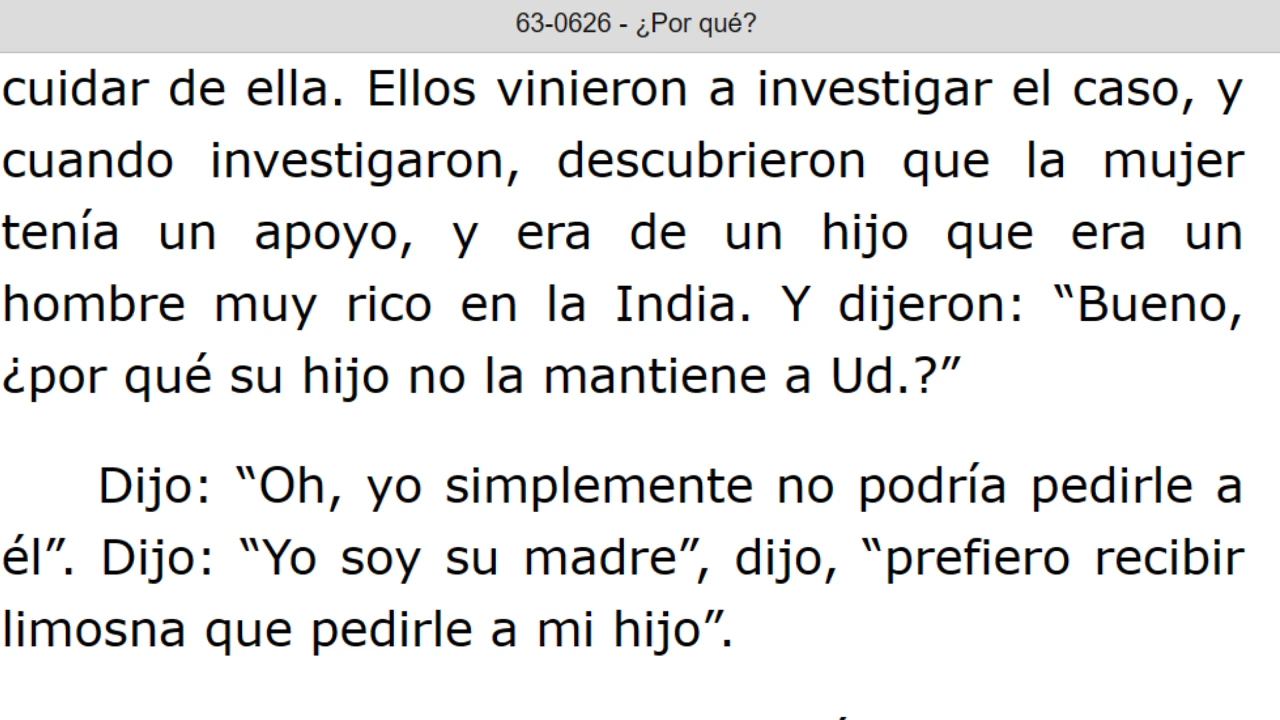 63-0626 - ¿Por qué?
cuidar de ella. Ellos vinieron a investigar el caso, y
cuando investigaron, descubrieron que la mujer
tenía un apoyo, y era de un hijo que era un
hombre muy rico en la India. Y dijeron: “Bueno,
¿por qué su hijo no la mantiene a Ud.?”
Dijo: “Oh, yo simplemente no podría pedirle a
él”. Dijo: “Yo soy su madre”, dijo, “prefiero recibir
limosna que pedirle a mi hijo”.